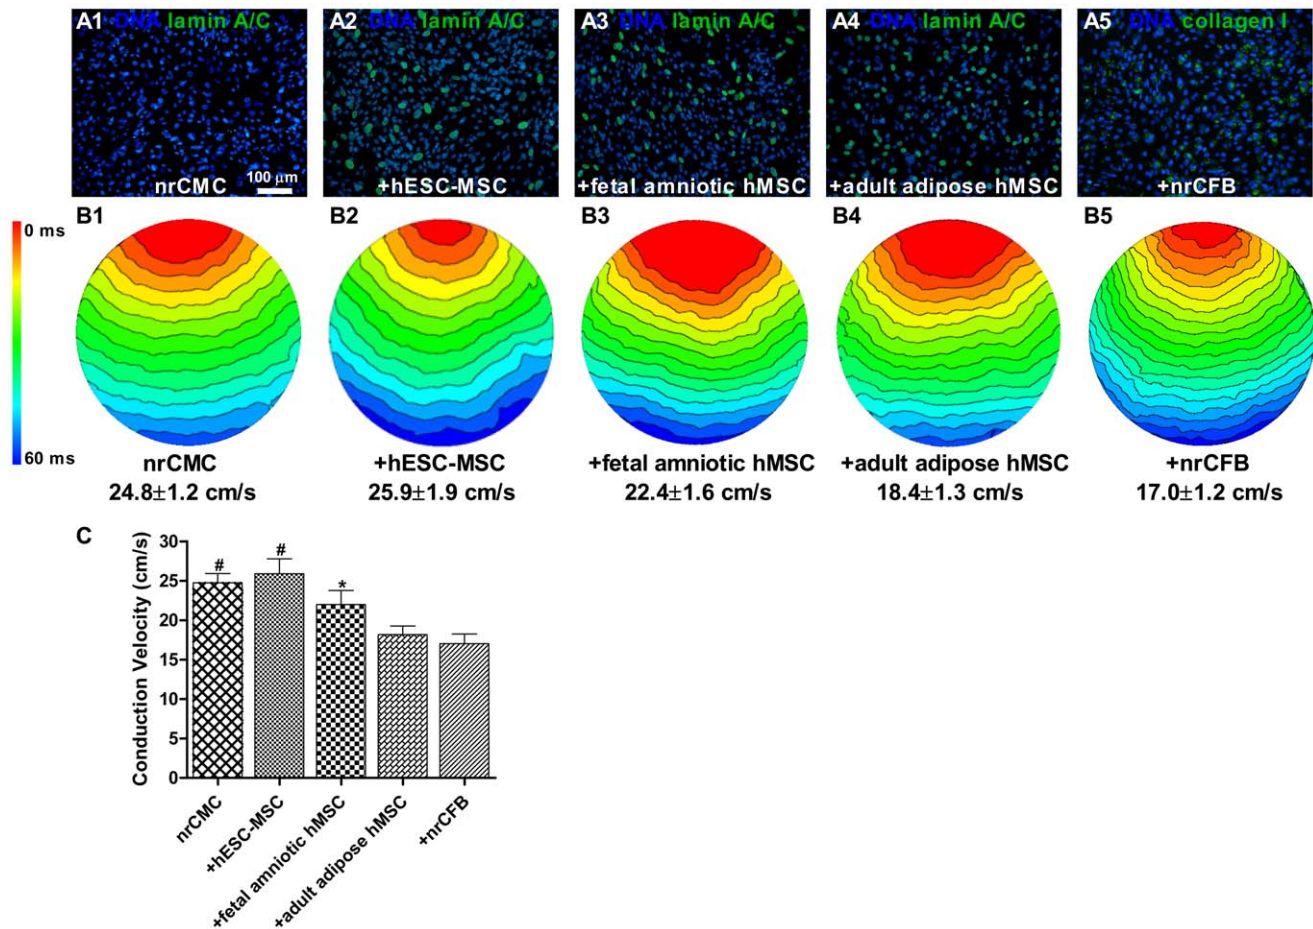 A1 DNA lamin A/C
A2 DNA lamin A/C
A3 DNA lamin A/C
A4 DNA lamin A/C
A5 DNA collagen I
nrCMC
100 μm
+hESC-MSC
+fetal amniotic hMSC
+adult adipose hMSC
+nrCFB
B1
B2
B3
B4
B5
0 ms
60 ms
nrCMC
24.8±1.2 cm/s
+hESC-MSC
25.9±1.9 cm/s
+fetal amniotic hMSC
22.4±1.6 cm/s
+adult adipose hMSC
18.4±1.3 cm/s
+nrCFB
17.0±1.2 cm/s
C
Conduction Velocity (cm/s)
30
25
20
15
10
5
0
#
#
*
nrCMC
+hESC-MSC
+fetal amniotic hMSC
+adult adipose hMSC
+nrCFB